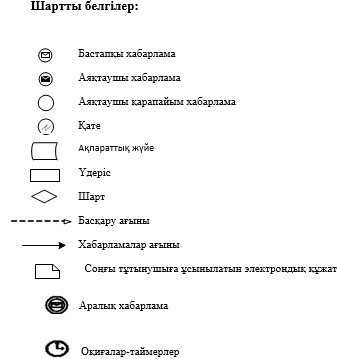 Шартты белгілер:
Бастапқы хабарлама
Аяқтаушы хабарлама
Аяқтаушы қарапайым хабарлама
Қате
Ақпараттық жүйе
Үдеріс
Шарт
Басқару ағыны
Хабарламалар ағыны
Соңғы тұтынушыға ұсынылатын электрондық құжат
Аралық хабарлама
Оқиғалар-таймерлер